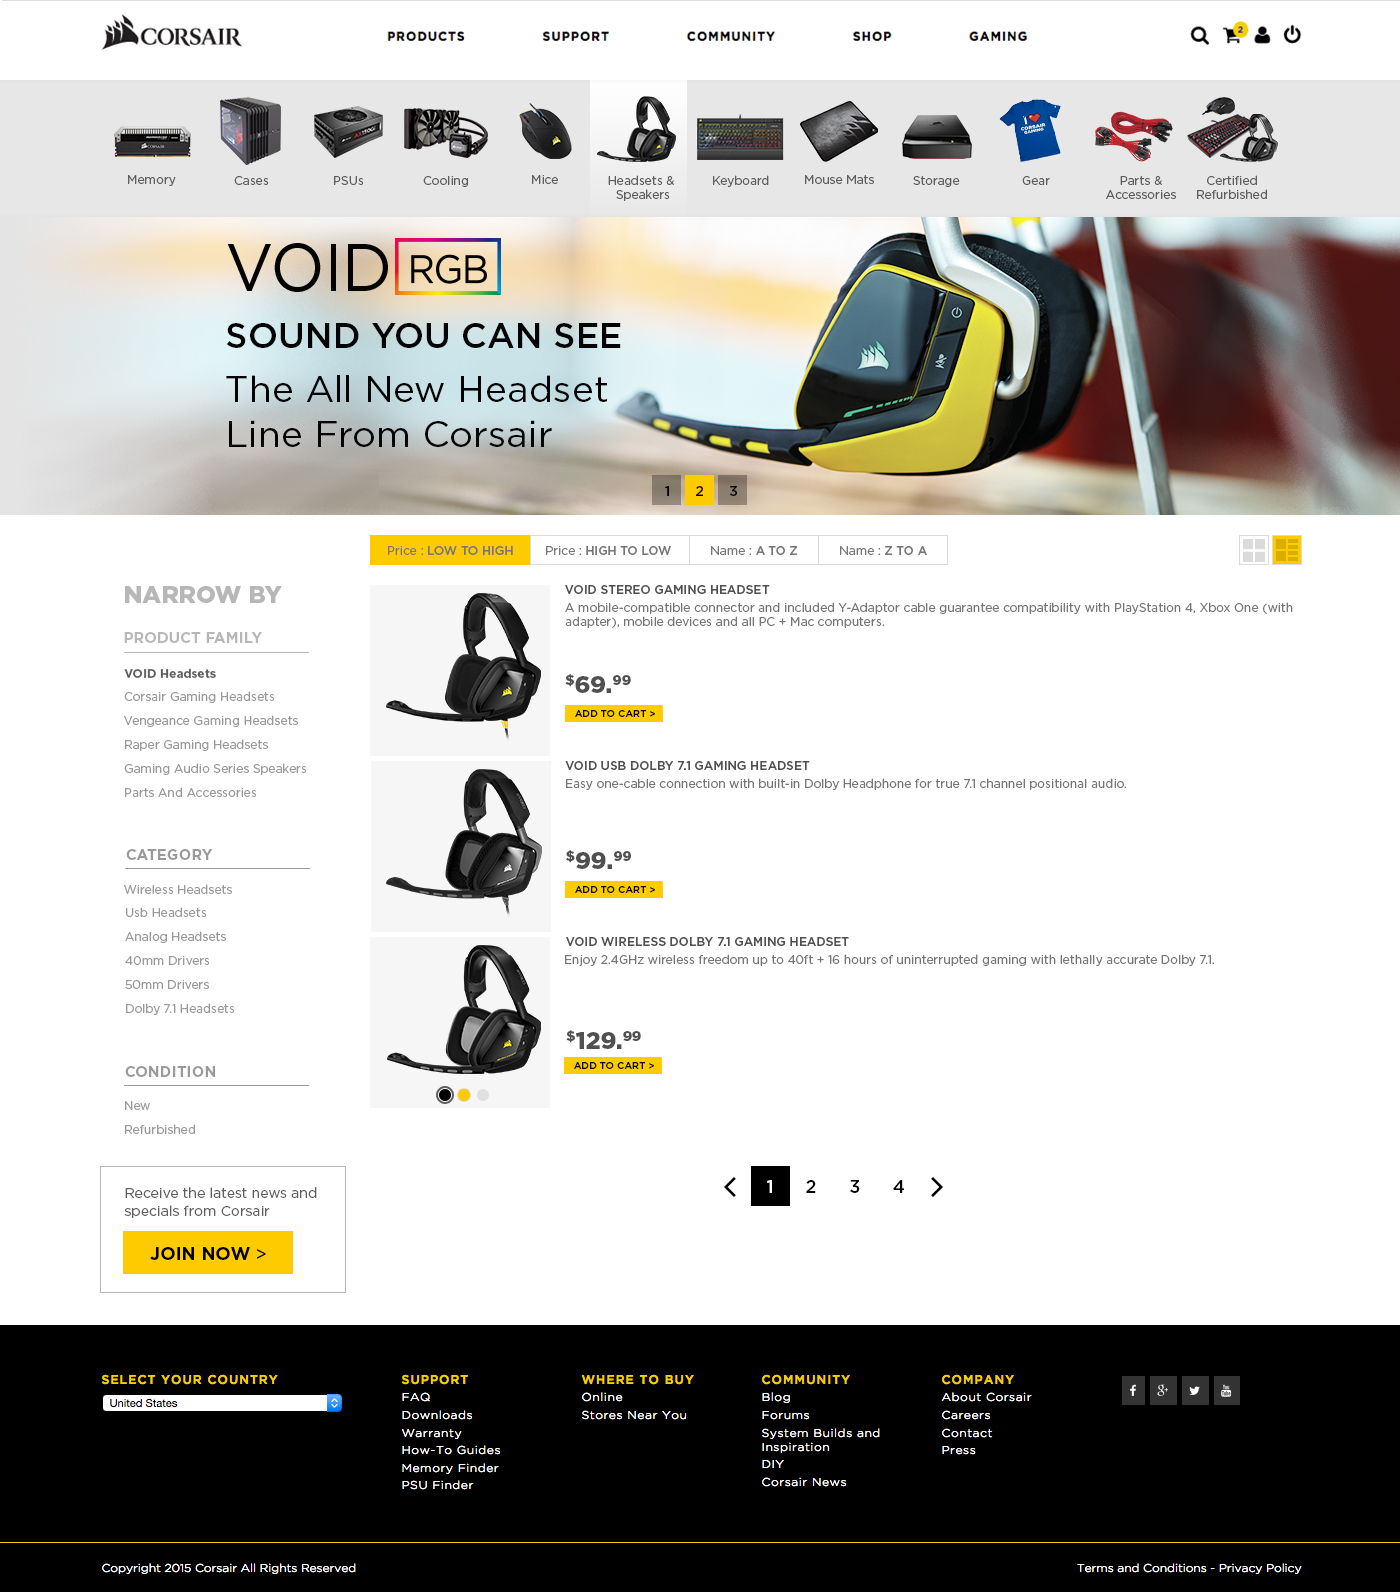 CORSAIR
PRODUCTS SUPPORT COMMUNITY SHOP GAMING
2
Memory Cases PSUs Cooling Mice Headsets & Speakers Keyboard Mouse Mats Storage Gear Parts & Accessories Certified Refurbished
I ♥
CORSAIR
GAMING
VOID RGB
SOUND YOU CAN SEE
The All New Headset
Line From Corsair
1 2 3
Price : LOW TO HIGH Price : HIGH TO LOW Name : A TO Z Name : Z TO A
NARROW BY
PRODUCT FAMILY
VOID Headsets
Corsair Gaming Headsets
Vengeance Gaming Headsets
Raper Gaming Headsets
Gaming Audio Series Speakers
Parts And Accessories
CATEGORY
Wireless Headsets
Usb Headsets
Analog Headsets
40mm Drivers
50mm Drivers
Dolby 7.1 Headsets
CONDITION
New
Refurbished
Receive the latest news and
specials from Corsair
JOIN NOW >
VOID STEREO GAMING HEADSET
A mobile-compatible connector and included Y-Adaptor cable guarantee compatibility with PlayStation 4, Xbox One (with
adapter), mobile devices and all PC + Mac computers.
$69.99
ADD TO CART >
VOID USB DOLBY 7.1 GAMING HEADSET
Easy one-cable connection with built-in Dolby Headphone for true 7.1 channel positional audio.
$99.99
ADD TO CART >
VOID WIRELESS DOLBY 7.1 GAMING HEADSET
Enjoy 2.4GHz wireless freedom up to 40ft + 16 hours of uninterrupted gaming with lethally accurate Dolby 7.1.
$129.99
ADD TO CART >
1 2 3 4
SELECT YOUR COUNTRY
United States
SUPPORT
FAQ
Downloads
Warranty
How-To Guides
Memory Finder
PSU Finder
WHERE TO BUY
Online
Stores Near You
COMMUNITY
Blog
Forums
System Builds and
Inspiration
DIY
Corsair News
COMPANY
About Corsair
Careers
Contact
Press
Copyright 2015 Corsair All Rights Reserved
Terms and Conditions - Privacy Policy